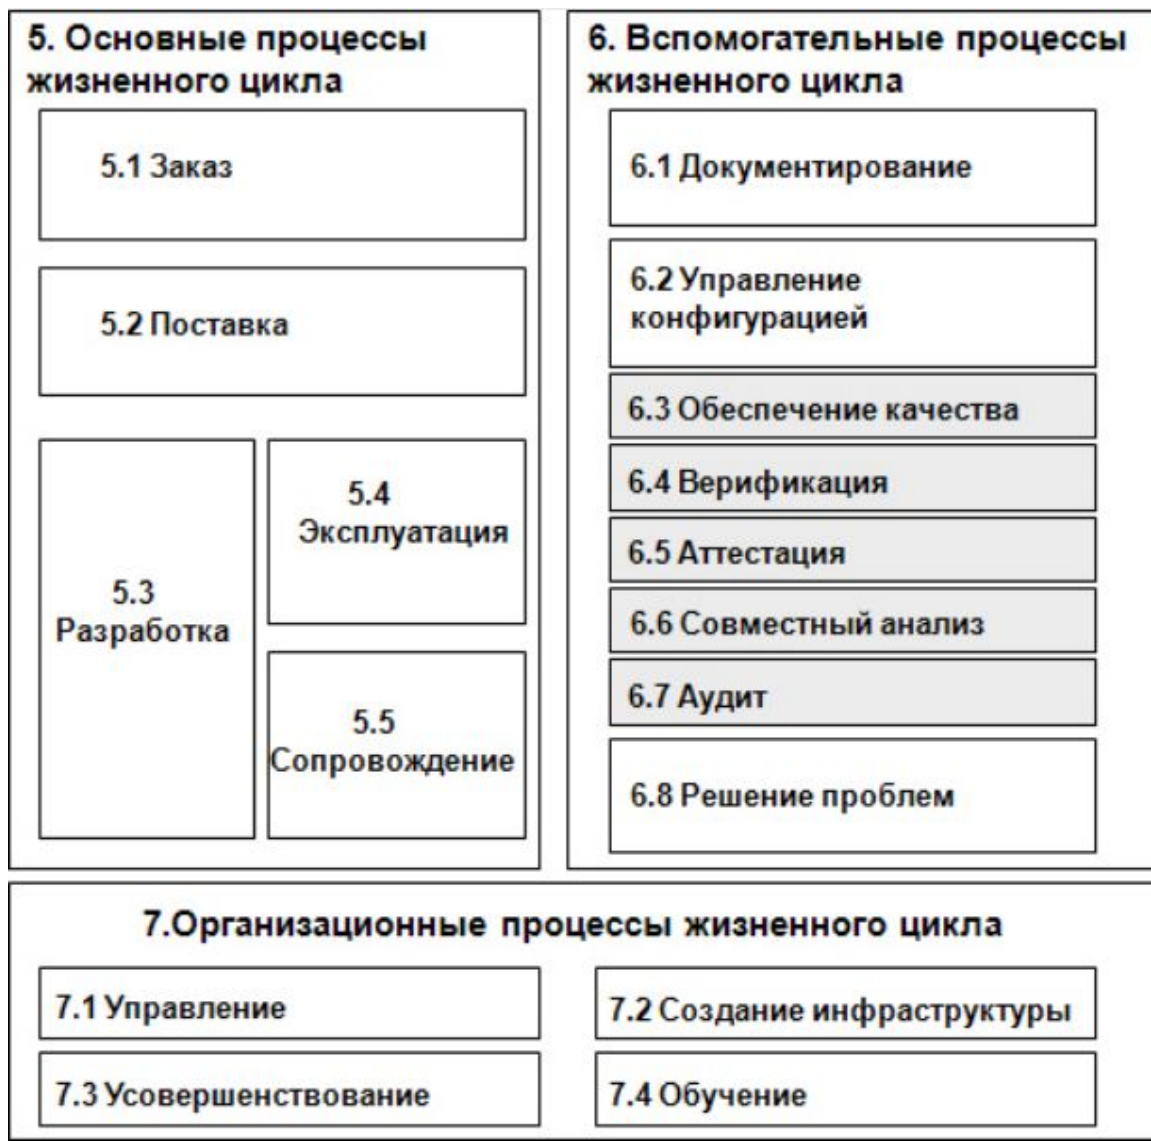 5. Основные процессы
жизненного цикла
5.1 Заказ
5.2 Поставка
5.3
Разработка
5.4
Эксплуатация
5.5
Сопровождение
6. Вспомогательные процессы
жизненного цикла
6.1 Документирование
6.2 Управление
конфигурацией
6.3 Обеспечение качества
6.4 Верификация
6.5 Аттестация
6.6 Совместный анализ
6.7 Аудит
6.8 Решение проблем
7.Организационные процессы жизненного цикла
7.1 Управление
7.2 Создание инфраструктуры
7.3 Усовершенствование
7.4 Обучение